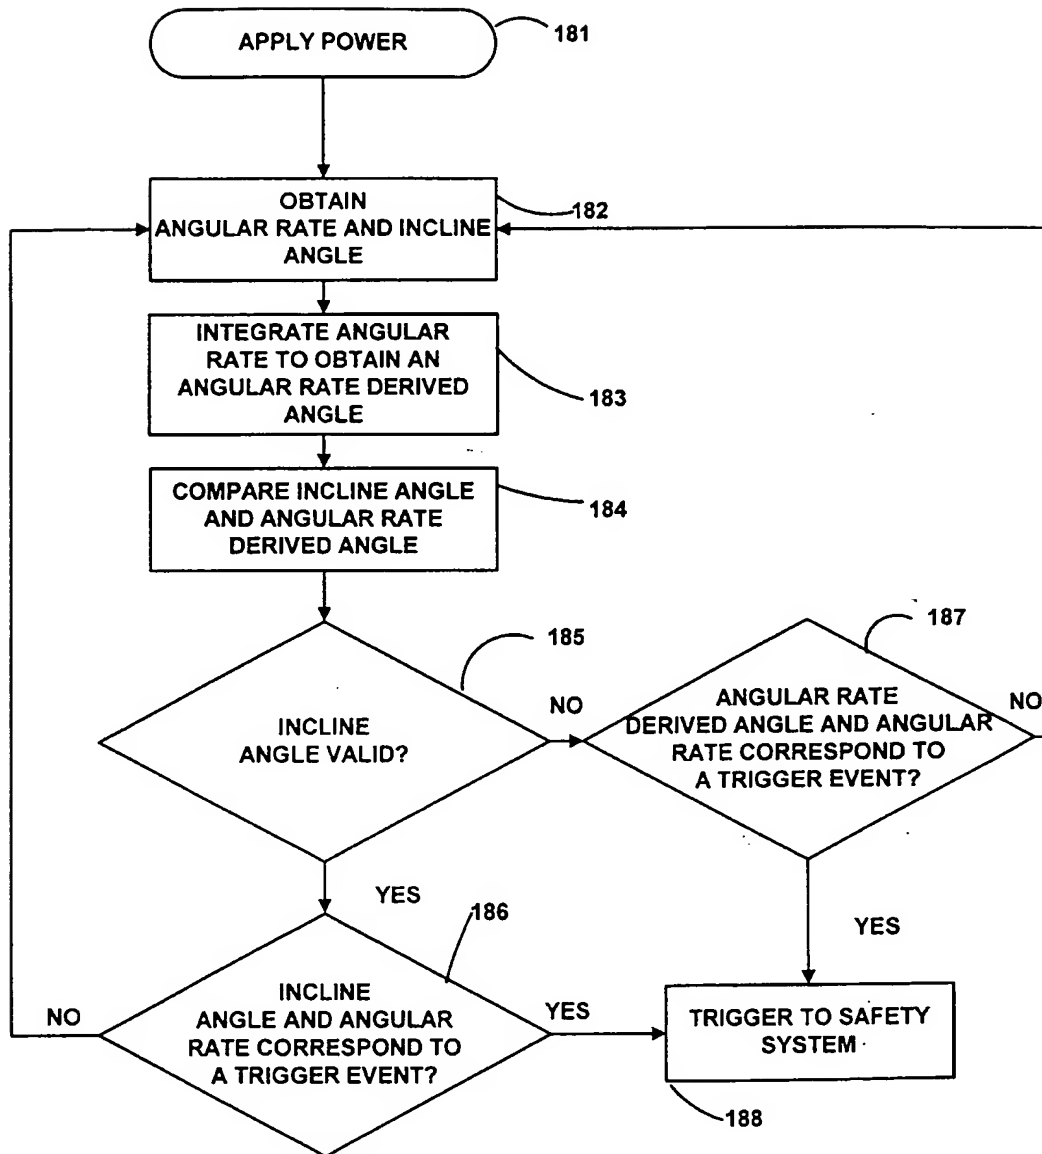 APPLY POWER
181
OBTAIN
ANGULAR RATE AND INCLINE
ANGLE
182
INTEGRATE ANGULAR
RATE TO OBTAIN AN
ANGULAR RATE DERIVED
ANGLE
183
COMPARE INCLINE ANGLE
AND ANGULAR RATE
DERIVED ANGLE
184
185
INCLINE
ANGLE VALID?
NO
187
ANGULAR RATE
DERIVED ANGLE AND ANGULAR
RATE CORRESPOND TO
A TRIGGER EVENT?
NO
YES
186
INCLINE
ANGLE AND ANGULAR
RATE CORRESPOND TO
A TRIGGER EVENT?
NO
YES
YES
TRIGGER TO SAFETY
SYSTEM
188